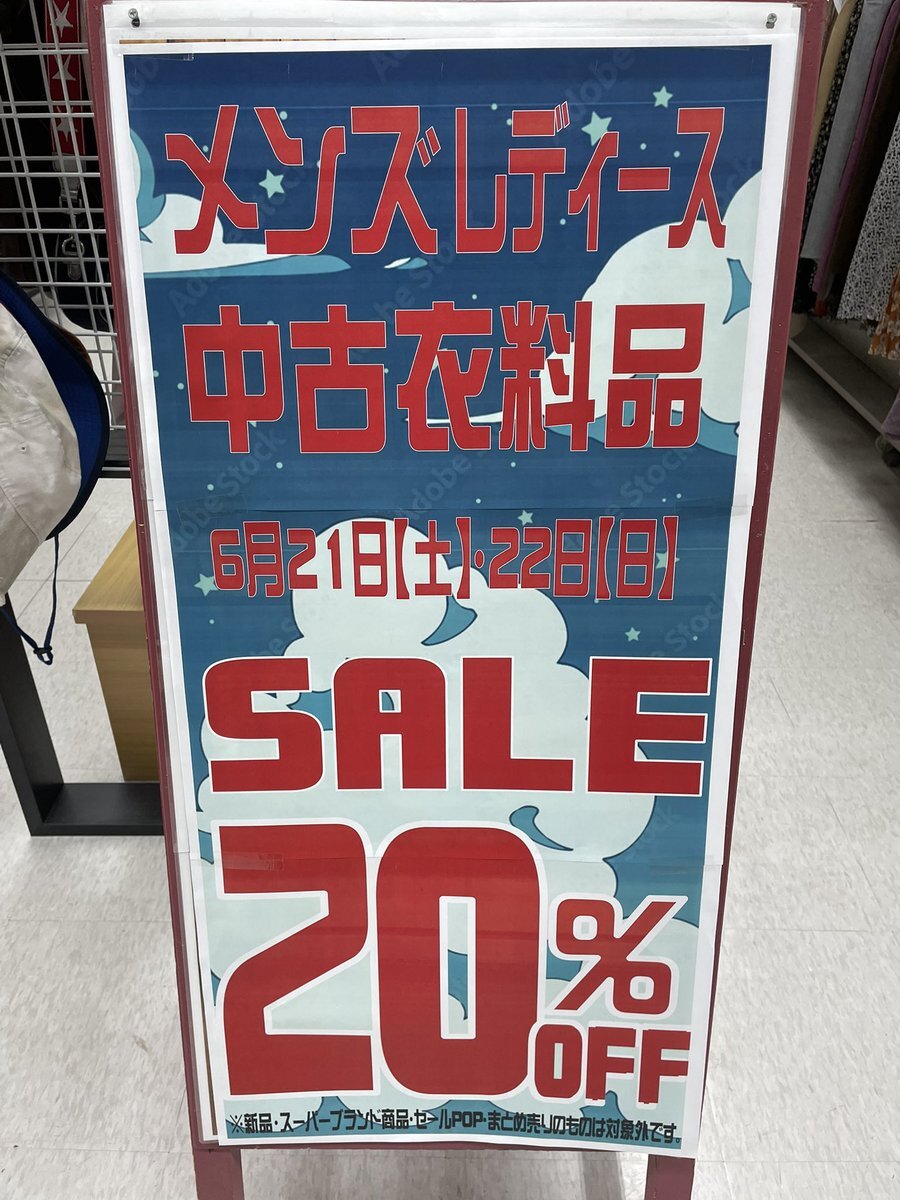 メンズレディース
中古衣料品
6月21日【土】・22日【日】
SALE
20%
OFF
※新品・スーパーブランド商品・セールPOP・まとめ売りのものは対象外です。
Adobe Stock